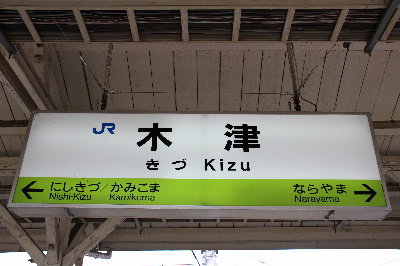 JR 木津
きづ Kizu
← にしきづ/かみこま ならやま →
Nishi-Kizu Kamikoma Narayama